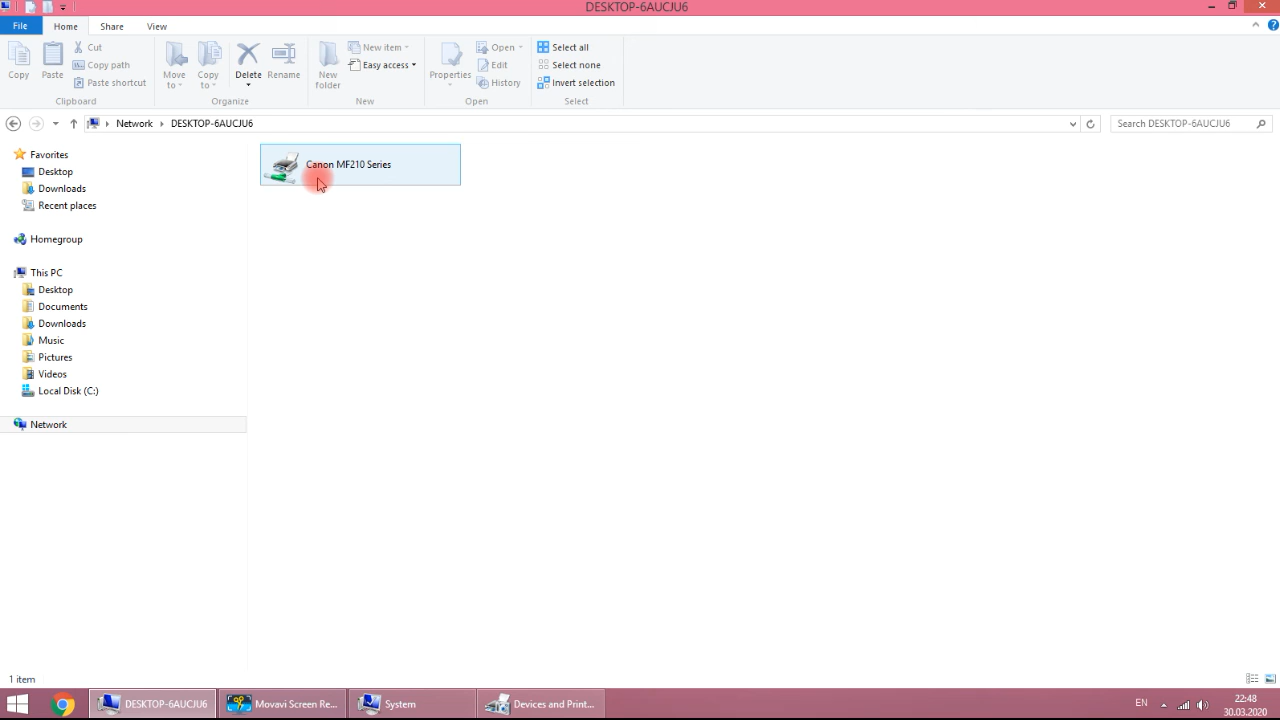 DESKTOP-6AUCJU6
File Home Share View
Copy Paste Cut Copy path Paste shortcut Move to Copy to Delete Rename New folder New item Easy access Properties Open Edit History Select all Select none Invert selection
Clipboard Organize New Open Select
Network DESKTOP-6AUCJU6 Search DESKTOP-6AUCJU6
Favorites
Desktop
Downloads
Recent places
Homegroup
This PC
Desktop
Documents
Downloads
Music
Pictures
Videos
Local Disk (C:)
Network
Canon MF210 Series
1 item
DESKTOP-6AUCJU6 Movavi Screen Re... System Devices and Print... EN 22:48
30.03.2020